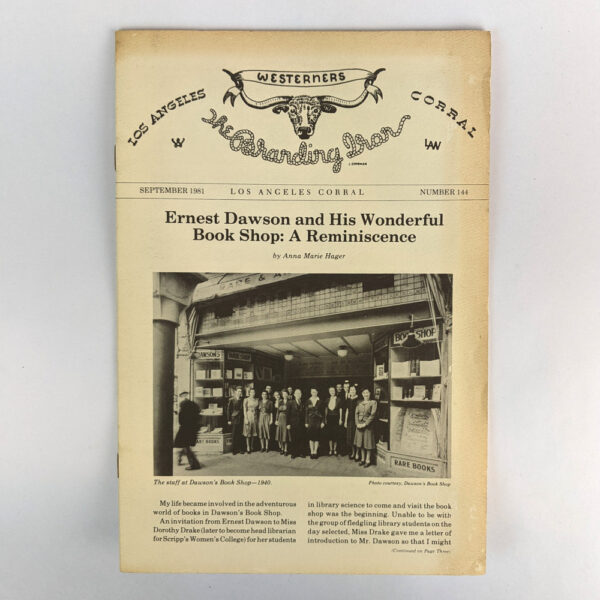 WESTERNERS
LOS ANGELES
CORRAL
The Branding Iron
SEPTEMBER 1981 LOS ANGELES CORRAL NUMBER 144
Ernest Dawson and His Wonderful
Book Shop: A Reminiscence
by Anna Marie Hager
RARE &
DAWSON'S
BOOK SHOP
BOOK SHOP
RARE BOOKS
RARE BOOKS
The staff at Dawson's Book Shop—1940.
Photo courtesy, Dawson's Book Shop
My life became involved in the adventurous
world of books in Dawson's Book Shop.
An invitation from Ernest Dawson to Miss
Dorothy Drake (later to become head librarian
for Scripp's Women's College) for her students
in library science to come and visit the book
shop was the beginning. Unable to be with
the group of fledgling library students on the
day selected, Miss Drake gave me a letter of
introduction to Mr. Dawson so that I might
(Continued on Page Three)